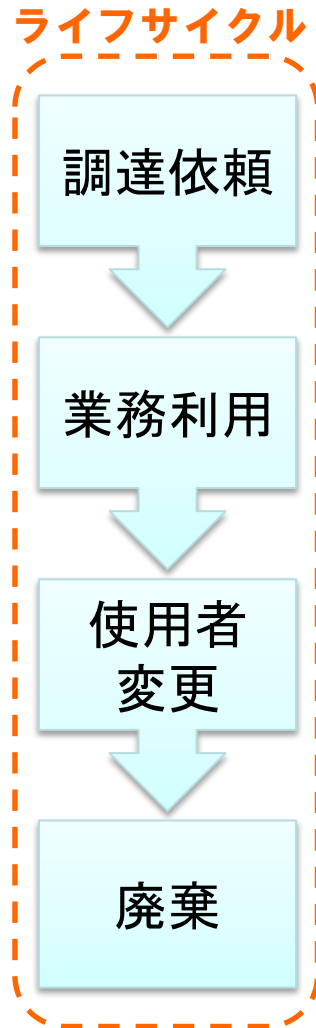 ライフサイクル
調達依頼
業務利用
使用者
変更
廃棄